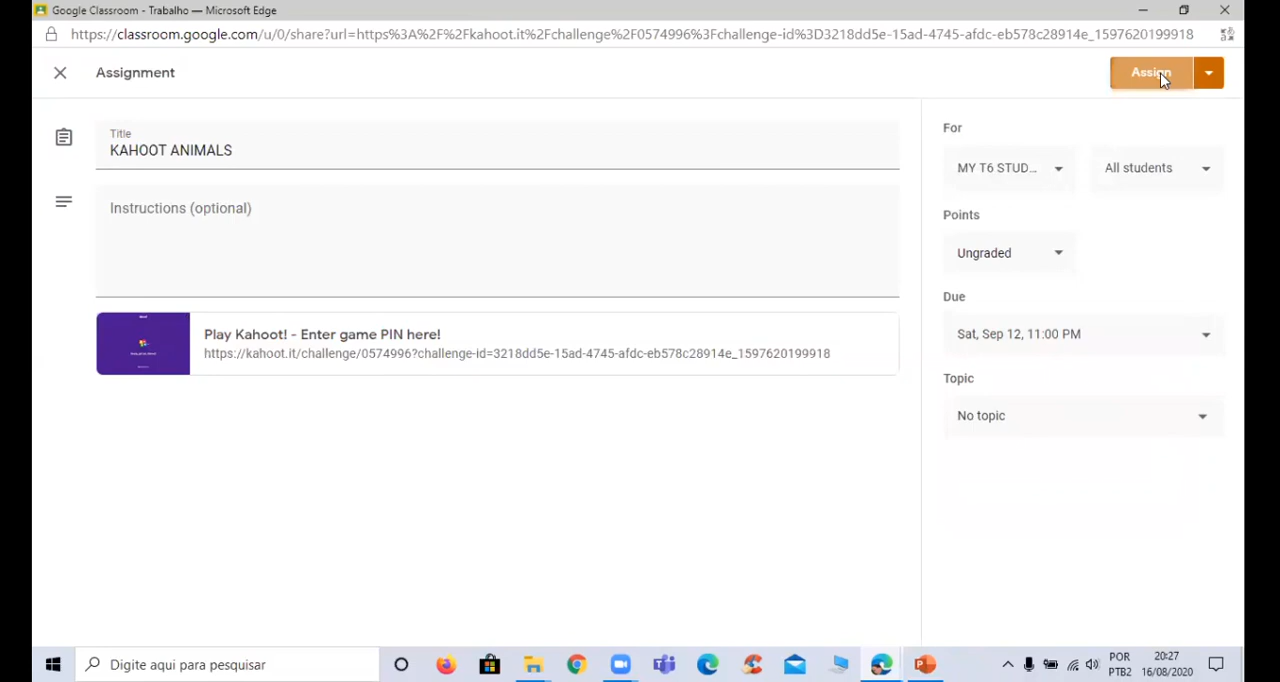 Google Classroom - Trabalho — Microsoft Edge
https://classroom.google.com/u/0/share?url=https%3A%2F%2Fkahoot.it%2Fchallenge%2F0574996%3Fchallenge-id%3D3218dd5e-15ad-4745-afdc-eb578c28914e_1597620199918
Assignment
Assign
Title
KAHOOT ANIMALS
Instructions (optional)
Play Kahoot! - Enter game PIN here!
https://kahoot.it/challenge/0574996?challenge-id=3218dd5e-15ad-4745-afdc-eb578c28914e_1597620199918
For
MY T6 STUD...
All students
Points
Ungraded
Due
Sat, Sep 12, 11:00 PM
Topic
No topic
Digite aqui para pesquisar
POR
PTB2
20:27
16/08/2020